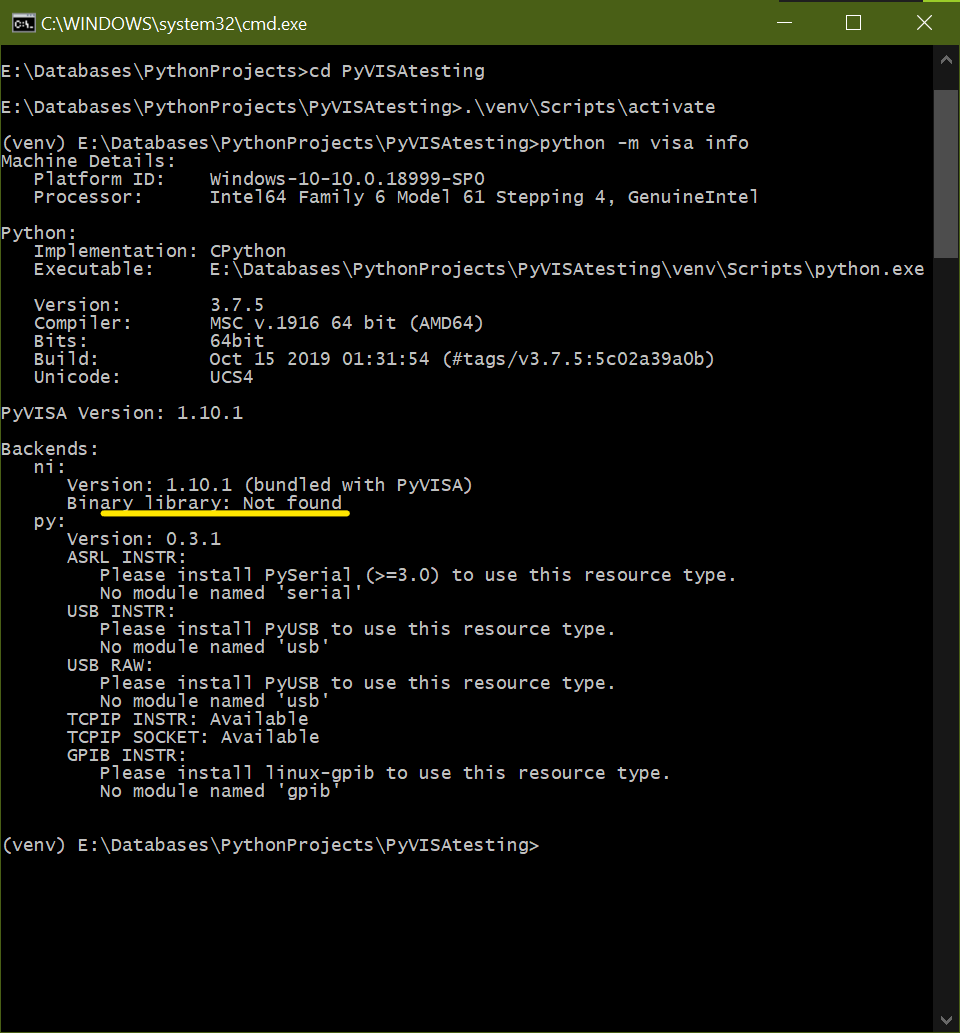 C:\WINDOWS\system32\cmd.exe
E:\Databases\PythonProjects>cd PyVISAtesting
E:\Databases\PythonProjects\PyVISAtesting>.\venv\Scripts\activate
(venv) E:\Databases\PythonProjects\PyVISAtesting>python -m visa info
Machine Details:
   Platform ID:    Windows-10-10.0.18999-SP0
   Processor:      Intel64 Family 6 Model 61 Stepping 4, GenuineIntel
Python:
   Implementation: CPython
   Executable:     E:\Databases\PythonProjects\PyVISAtesting\venv\Scripts\python.exe
   Version:        3.7.5
   Compiler:       MSC v.1916 64 bit (AMD64)
   Bits:           64bit
   Build:          Oct 15 2019 01:31:54 (#tags/v3.7.5:5c02a39a0b)
   Unicode:        UCS4
PyVISA Version: 1.10.1
Backends:
   ni:
      Version: 1.10.1 (bundled with PyVISA)
      Binary library: Not found
   py:
      Version: 0.3.1
      ASRL INSTR:
         Please install PySerial (>=3.0) to use this resource type.
         No module named 'serial'
      USB INSTR:
         Please install PyUSB to use this resource type.
         No module named 'usb'
      USB RAW:
         Please install PyUSB to use this resource type.
         No module named 'usb'
      TCPIP INSTR: Available
      TCPIP SOCKET: Available
      GPIB INSTR:
         Please install linux-gpib to use this resource type.
         No module named 'gpib'
(venv) E:\Databases\PythonProjects\PyVISAtesting>